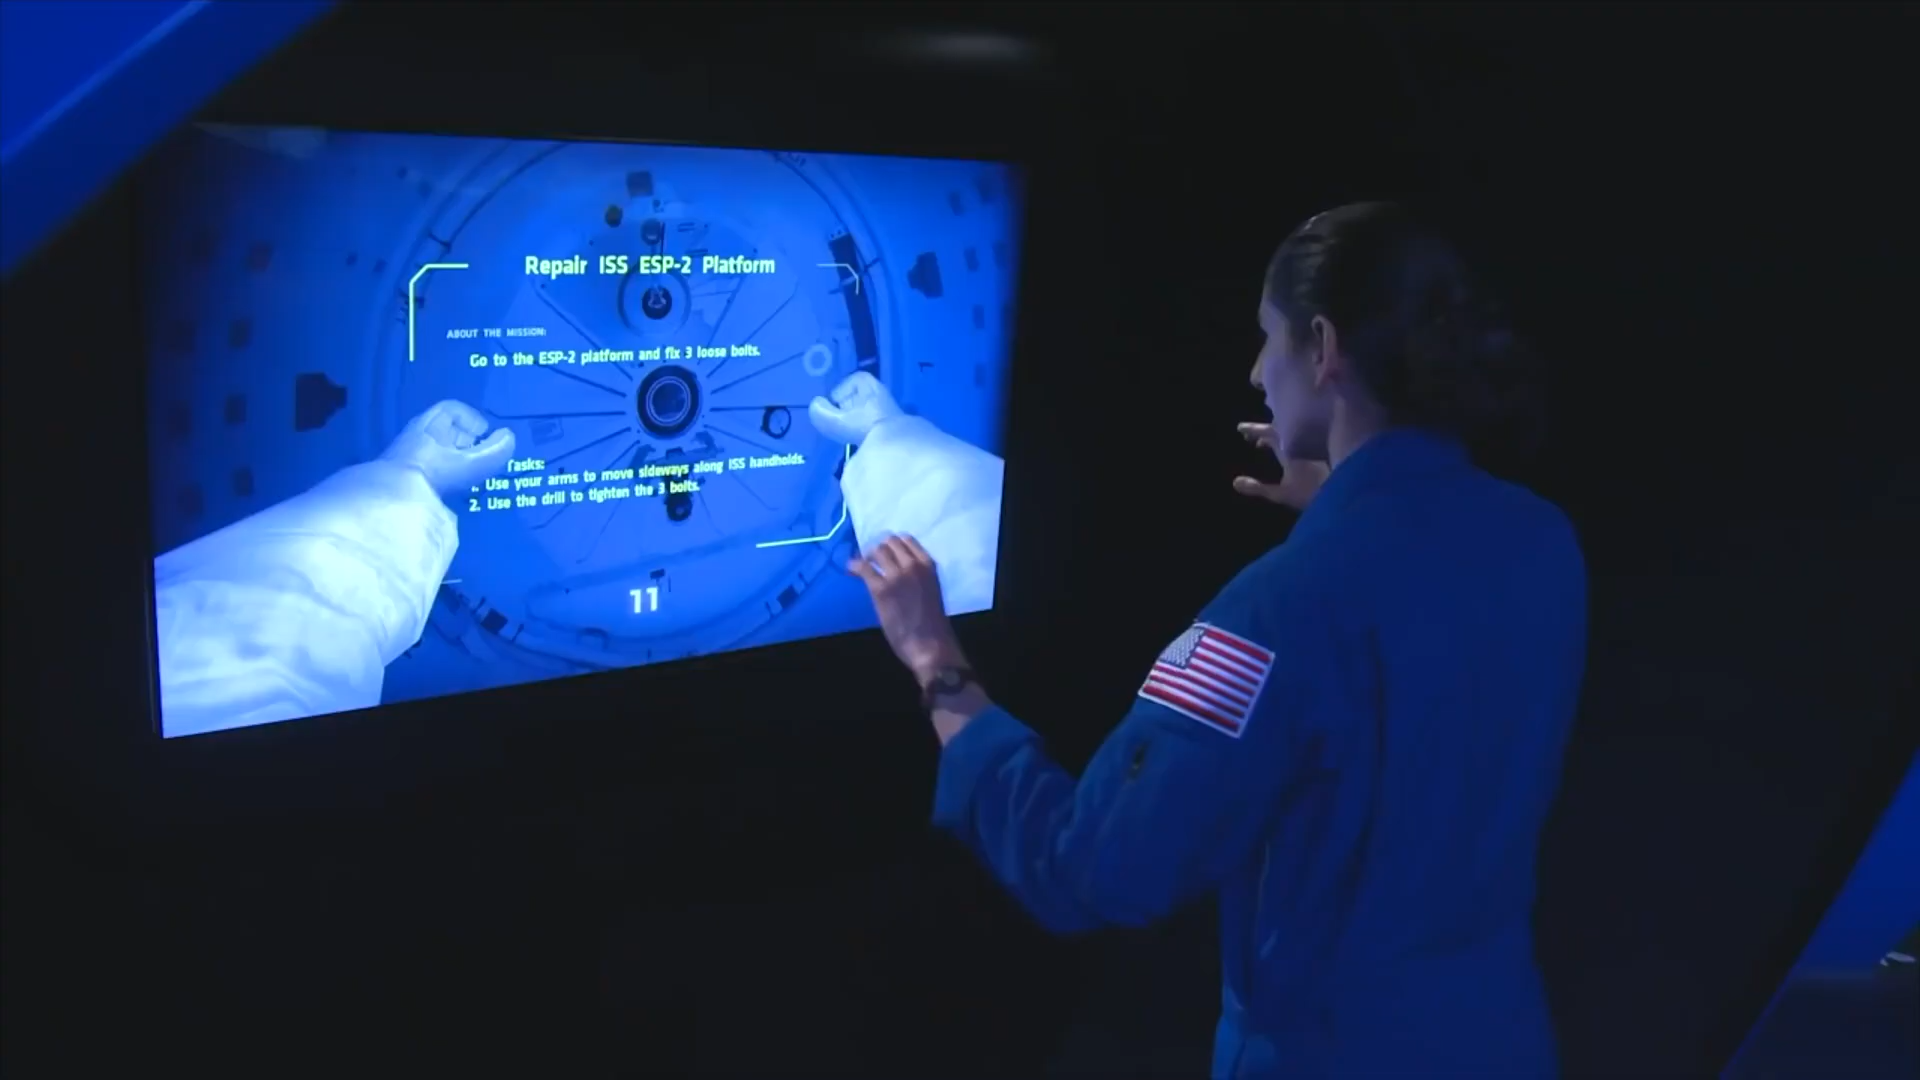 Repair ISS ESP-2 Platform
ABOUT THE MISSION:
Go to the ESP-2 platform and fix 3 loose bolts.
Tasks:
1. Use your arms to move sideways along ISS handholds.
2. Use the drill to tighten the 3 bolts.
11